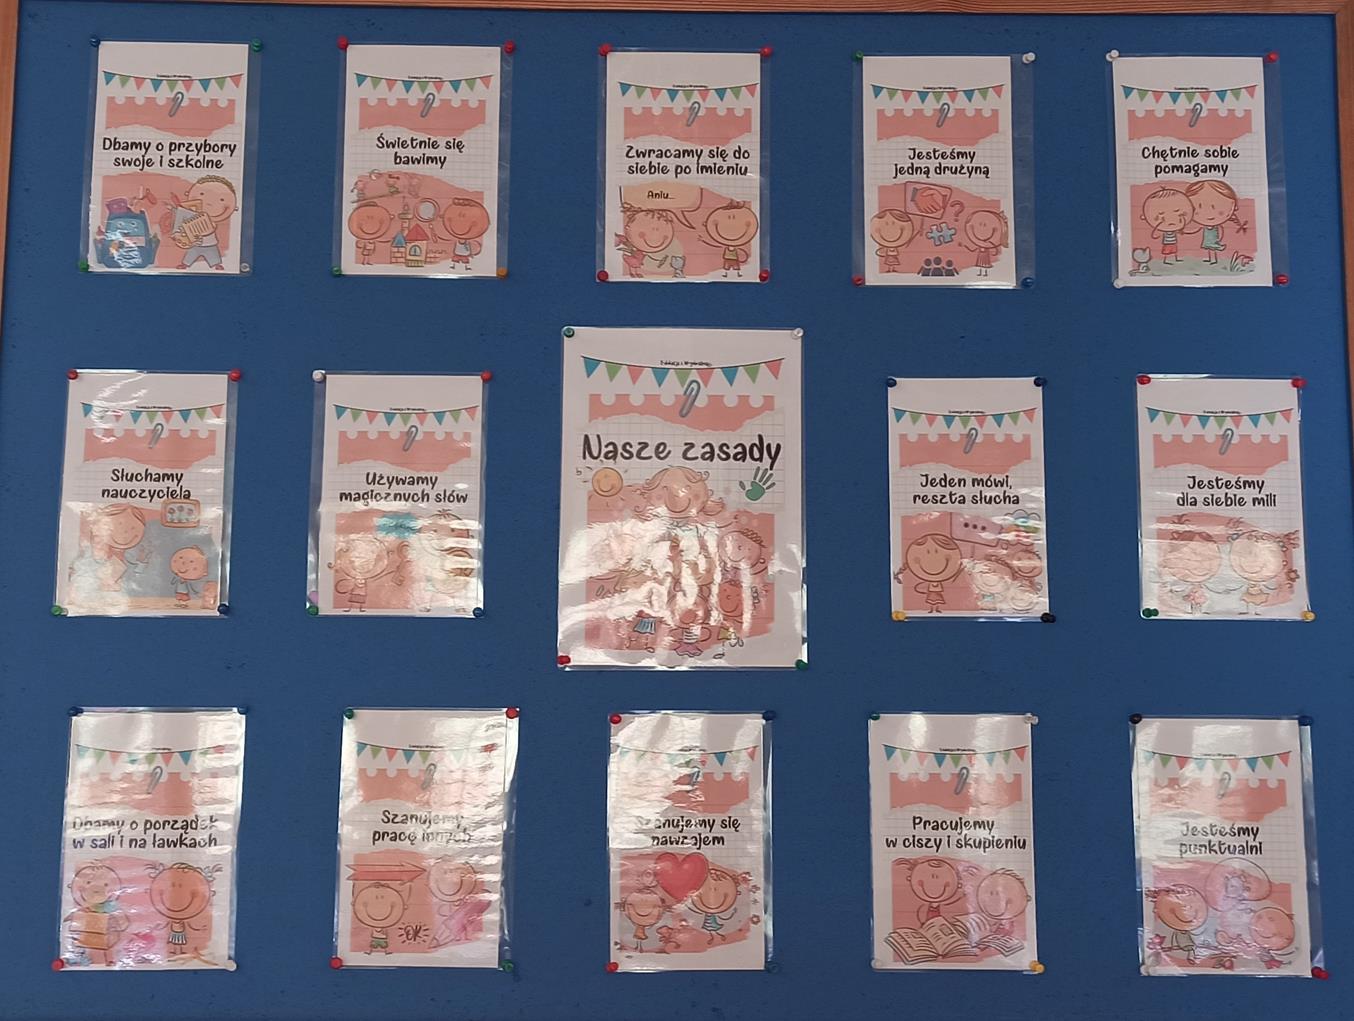 Dbamy o przybory
swoje i szkolne
Świetnie się
bawimy
Zwracamy się do
siebie po imieniu
Aniu...
Jesteśmy
jedną drużyną
Chętnie sobie
pomagamy
Słuchamy
nauczyciela
Używamy
magicznych słów
Nasze zasady
Jeden mówi,
reszta słucha
Jesteśmy
dla siebie mili
Dbamy o porządek
w sali i na ławkach
Szanujemy
pracę innych
OK
Szanujemy się
nawzajem
Pracujemy
w ciszy i skupieniu
Jesteśmy
punktualni